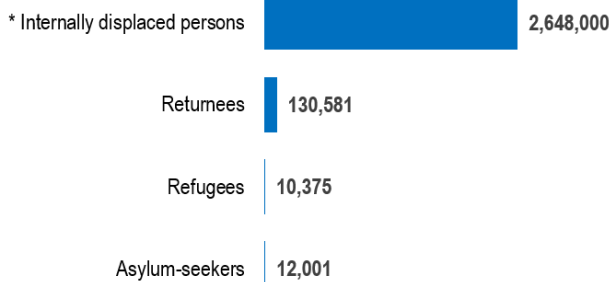 * Internally displaced persons 2,648,000
Returnees 130,581
Refugees 10,375
Asylum-seekers 12,001